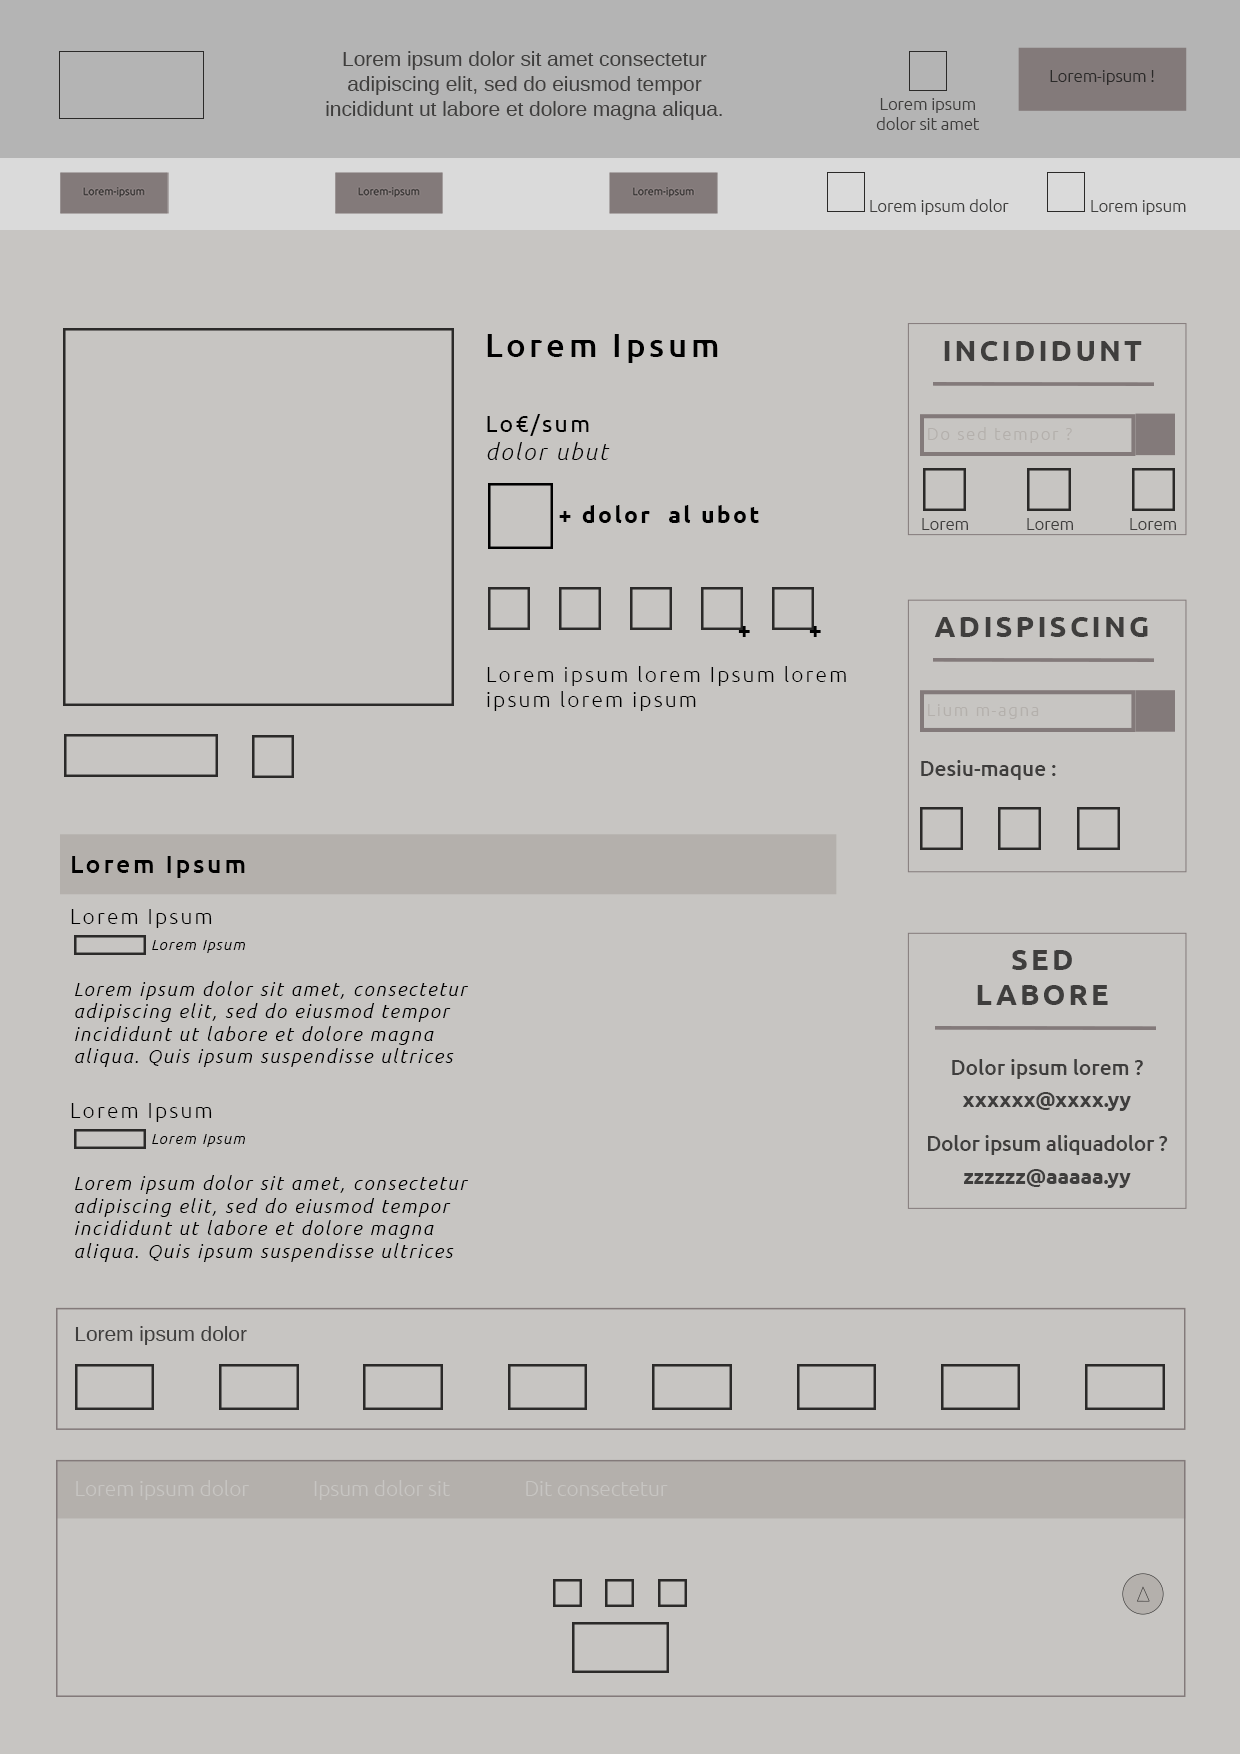 Lorem ipsum dolor sit amet consectetur
adipiscing elit, sed do eiusmod tempor
incididunt ut labore et dolore magna aliqua.
Lorem ipsum
dolor sit amet
Lorem-ipsum !
Lorem-ipsum
Lorem-ipsum
Lorem-ipsum
Lorem ipsum dolor
Lorem ipsum
Lorem Ipsum
Lo€/sum
dolor ubut
+ dolor al ubot
+
+
Lorem ipsum lorem Ipsum lorem
ipsum lorem ipsum
INCIDIDUNT
Do sed tempor ?
Lorem
Lorem
Lorem
ADISPISCING
Lium m-agna
Desiu-maque :
Lorem Ipsum
Lorem Ipsum
Lorem Ipsum
Lorem ipsum dolor sit amet, consectetur
adipiscing elit, sed do eiusmod tempor
incididunt ut labore et dolore magna
aliqua. Quis ipsum suspendisse ultrices
Lorem Ipsum
Lorem Ipsum
Lorem ipsum dolor sit amet, consectetur
adipiscing elit, sed do eiusmod tempor
incididunt ut labore et dolore magna
aliqua. Quis ipsum suspendisse ultrices
SED
LABORE
Dolor ipsum lorem ?
xxxxxx@xxxx.yy
Dolor ipsum aliquadolor ?
zzzzzz@aaaaa.yy
Lorem ipsum dolor
Lorem ipsum dolor
Ipsum dolor sit
Dit consectetur